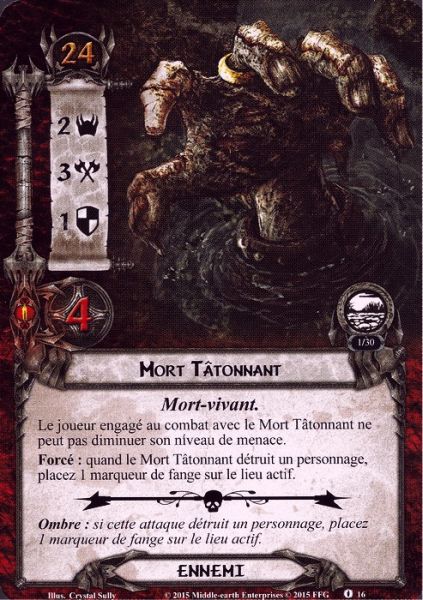 24
2
3
1
4
1/30
Mort Tâtonnant
Mort-vivant.
Le joueur engagé au combat avec le Mort Tâtonnant ne
peut pas diminuer son niveau de menace.
Forcé : quand le Mort Tâtonnant détruit un personnage,
placez 1 marqueur de fange sur le lieu actif.
Ombre : si cette attaque détruit un personnage, placez
1 marqueur de fange sur le lieu actif.
ENNEMI
Illus. Crystal Sully © 2015 Middle-earth Enterprises © 2015 FFG 16